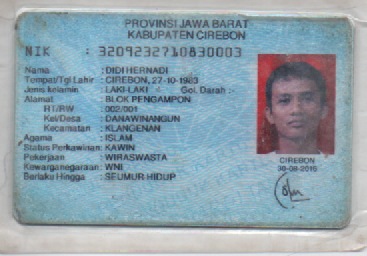 PROVINSI JAWA BARAT
KABUPATEN CIREBON
NIK : 3209232710830003
Nama : DIDI HERNADI
Tempat/Tgl Lahir : CIREBON, 27-10-1983
Jenis kelamin : LAKI-LAKI Gol. Darah :-
Alamat : BLOK PENGAMPON
RT/RW : 002/001
Kel/Desa : DANAWINANGUN
Kecamatan : KLANGENAN
Agama : ISLAM
Status Perkawinan: KAWIN
Pekerjaan : WIRASWASTA
Kewarganegaraan: WNI
Berlaku Hingga : SEUMUR HIDUP
CIREBON
30-08-2016